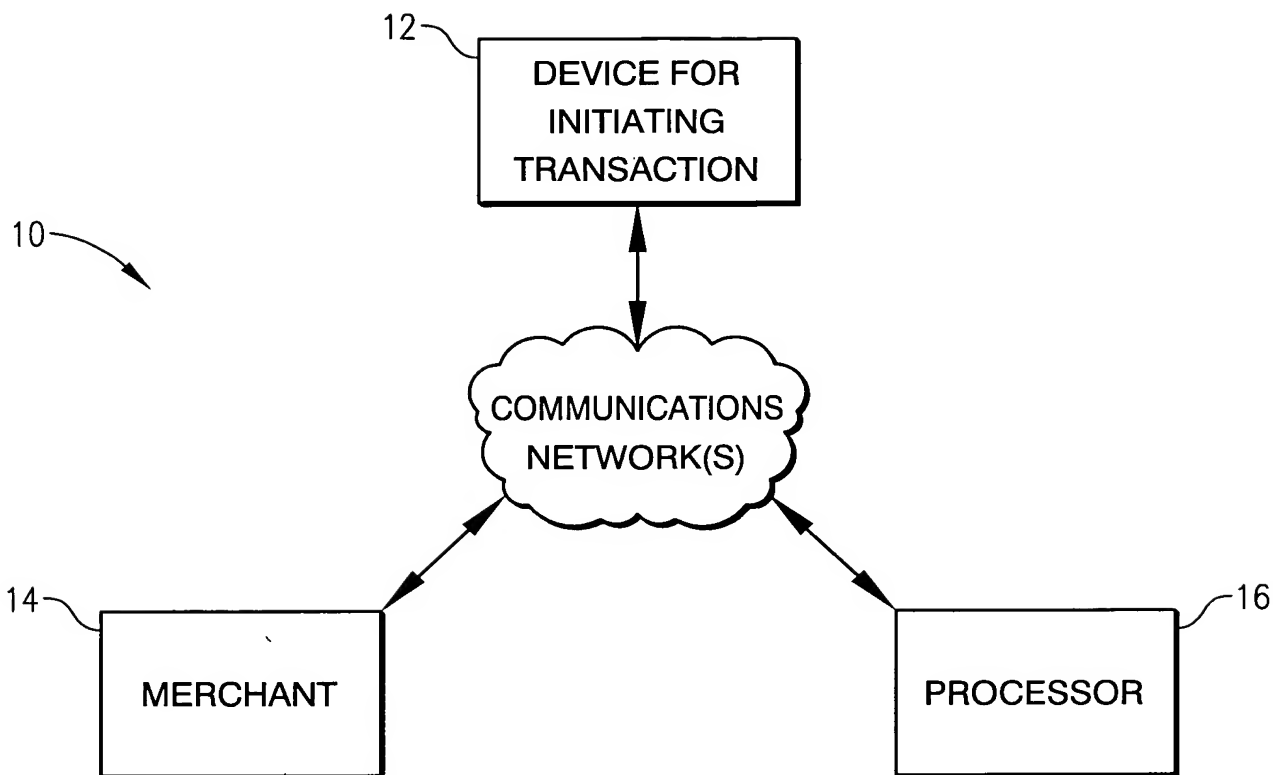 12
DEVICE FOR
INITIATING
TRANSACTION
10
COMMUNICATIONS
NETWORK(S)
14
MERCHANT
16
PROCESSOR